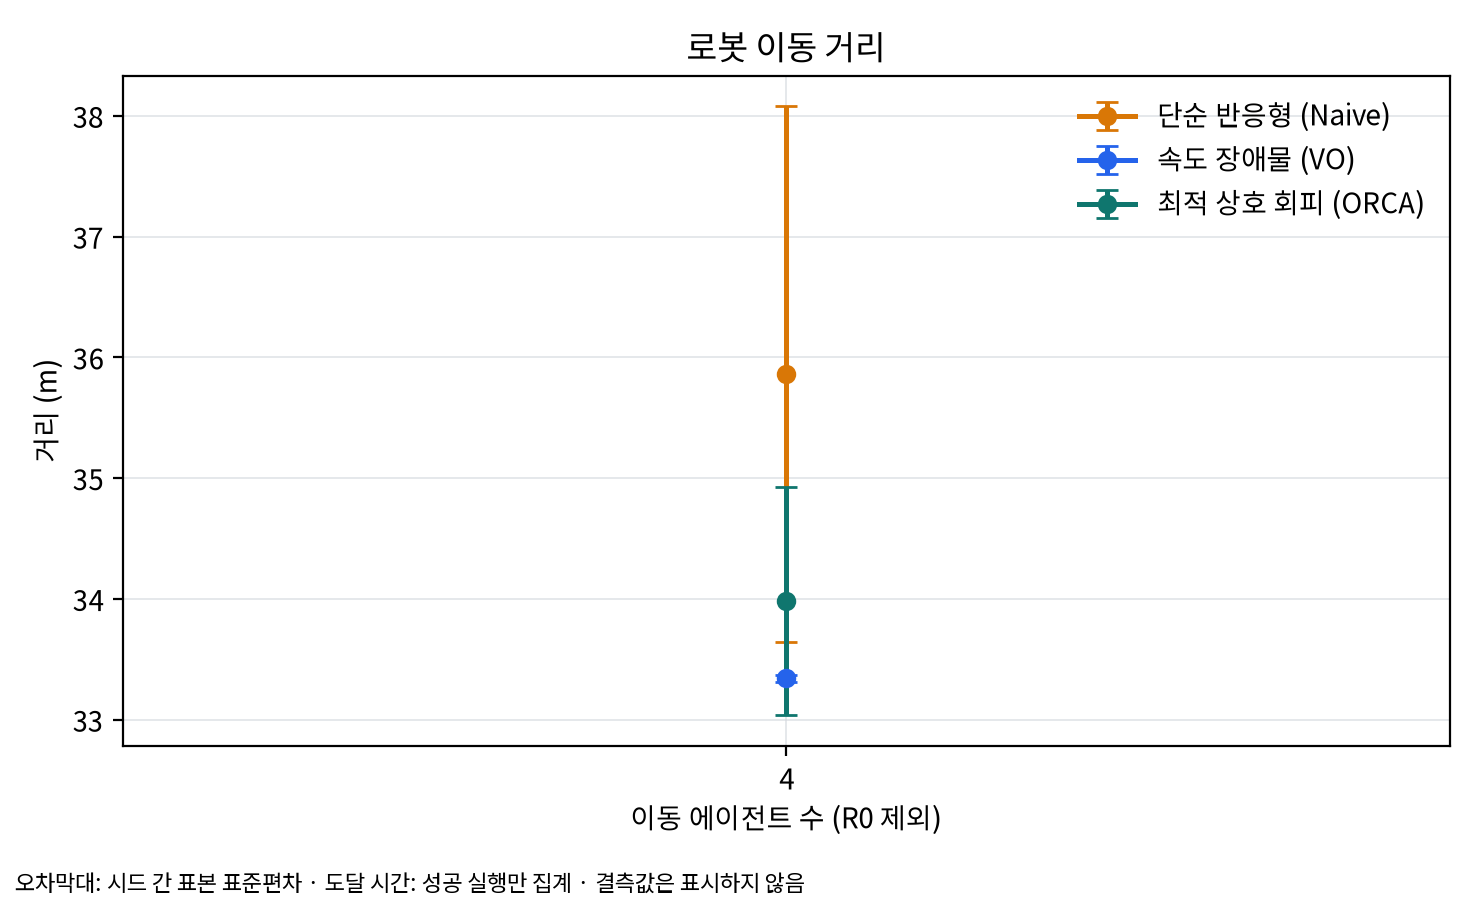 로봇 이동 거리
단순 반응형 (Naive)
속도 장애물 (VO)
최적 상호 회피 (ORCA)
38
37
36
35
34
33
거리 (m)
4
이동 에이전트 수 (R0 제외)
오차막대: 시드 간 표본 표준편차 · 도달 시간: 성공 실행만 집계 · 결측값은 표시하지 않음